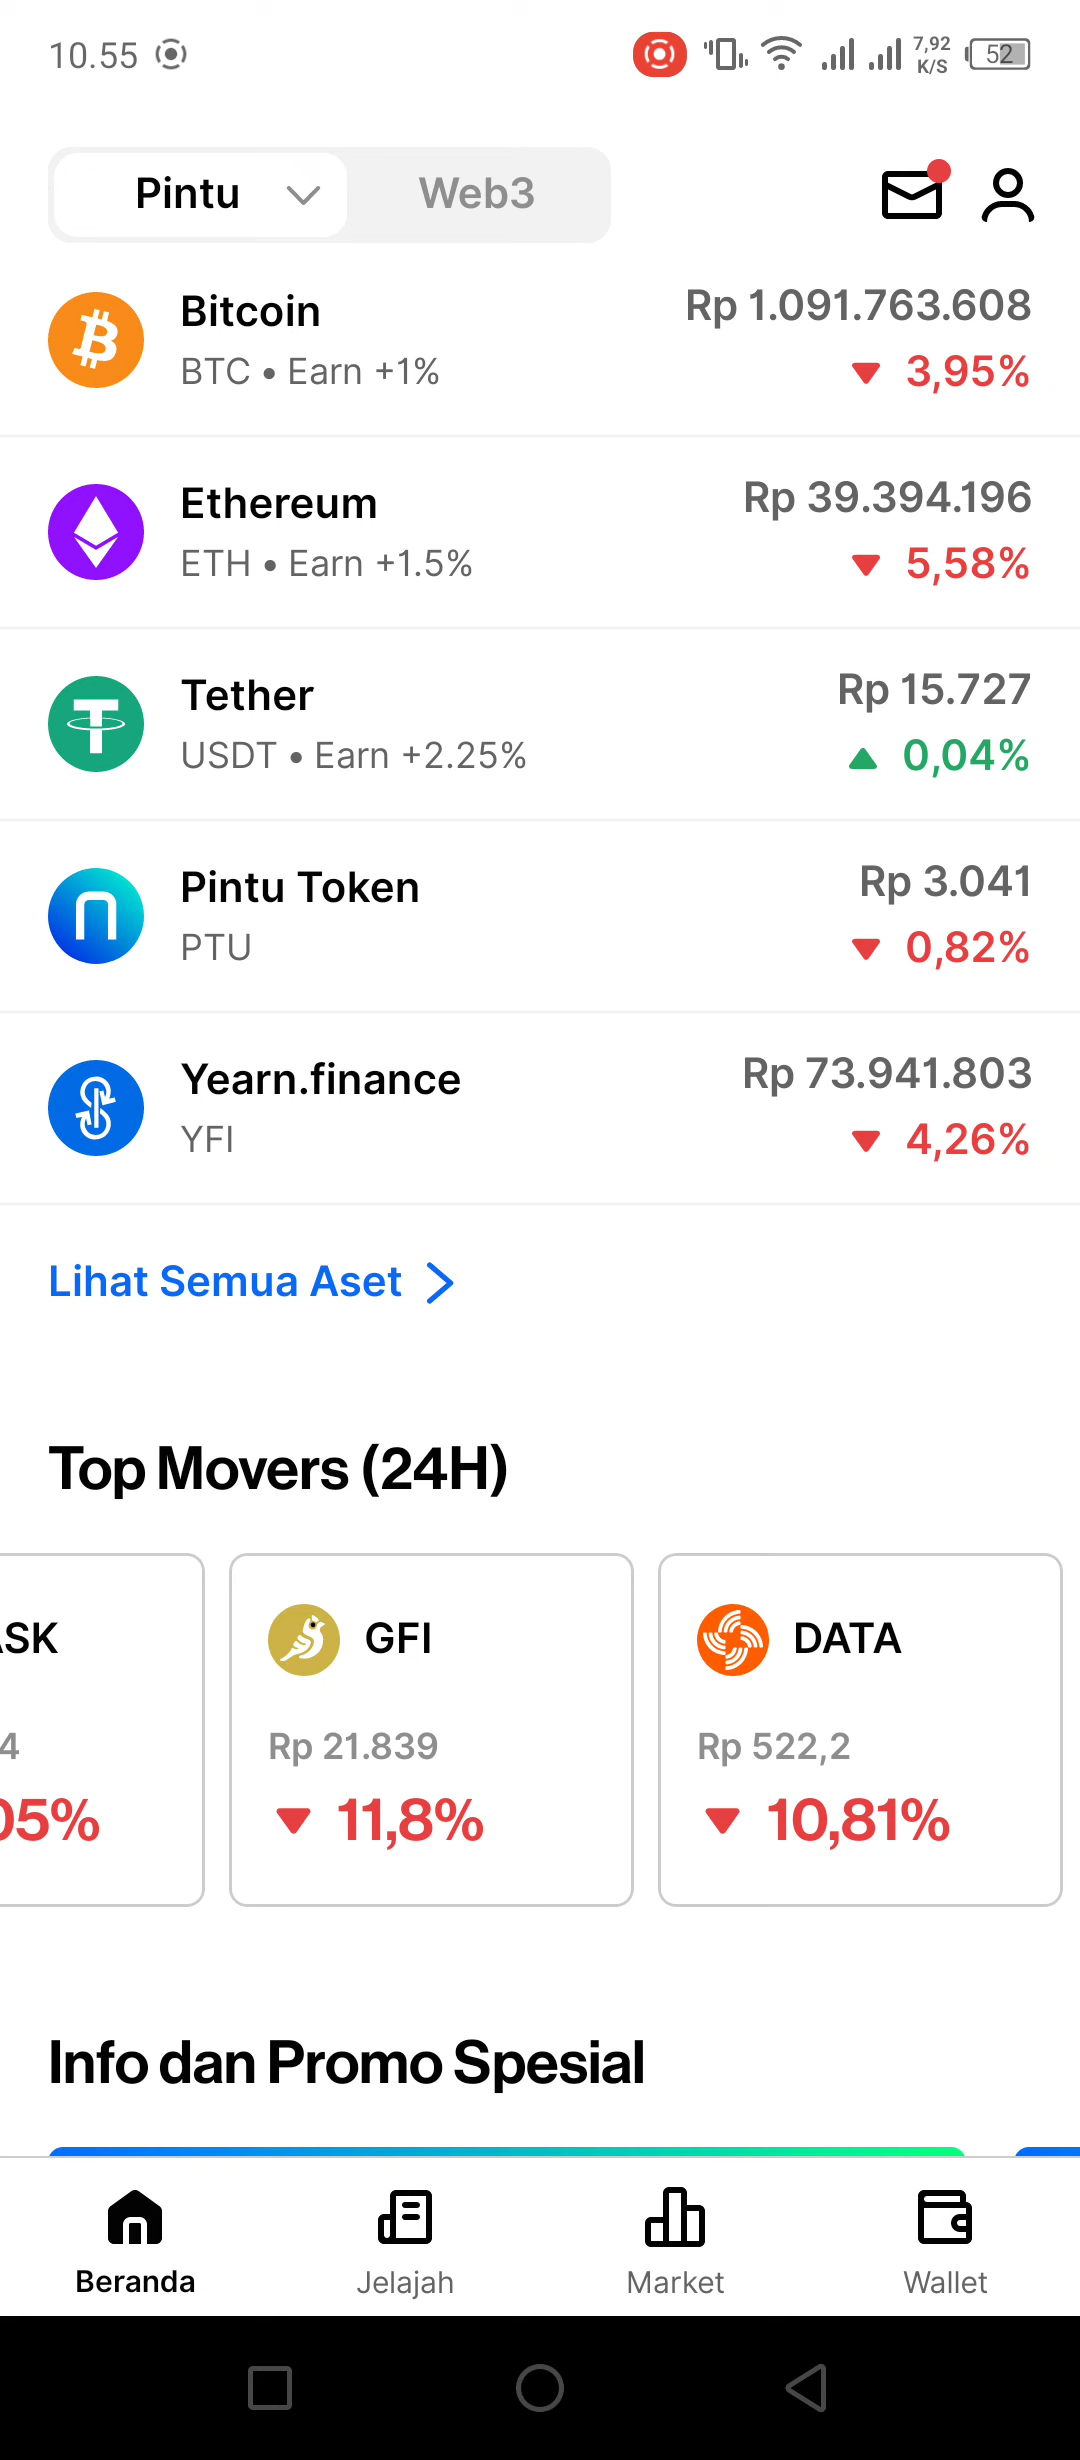 10.55
7,92
K/S
52
Pintu
Web3
Bitcoin
Rp 1.091.763.608
BTC • Earn +1%
3,95%
Ethereum
Rp 39.394.196
ETH • Earn +1.5%
5,58%
Tether
Rp 15.727
USDT • Earn +2.25%
0,04%
Pintu Token
Rp 3.041
PTU
0,82%
Yearn.finance
Rp 73.941.803
YFI
4,26%
Lihat Semua Aset
Top Movers (24H)
SK
4
05%
GFI
Rp 21.839
11,8%
DATA
Rp 522,2
10,81%
Info dan Promo Spesial
Beranda
Jelajah
Market
Wallet